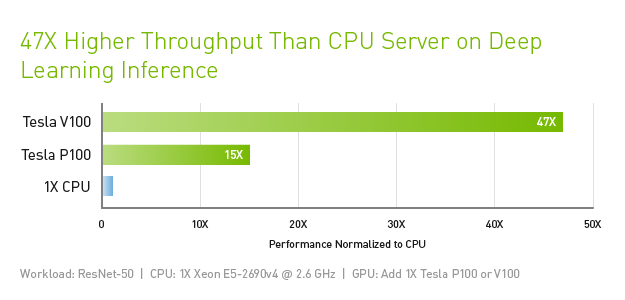 47X Higher Throughput Than CPU Server on Deep
Learning Inference
Tesla V100
47X
Tesla P100
15X
1X CPU
0 10X 20X 30X 40X 50X
Performance Normalized to CPU
Workload: ResNet-50 | CPU: 1X Xeon E5-2690v4 @ 2.6 GHz | GPU: Add 1X Tesla P100 or V100